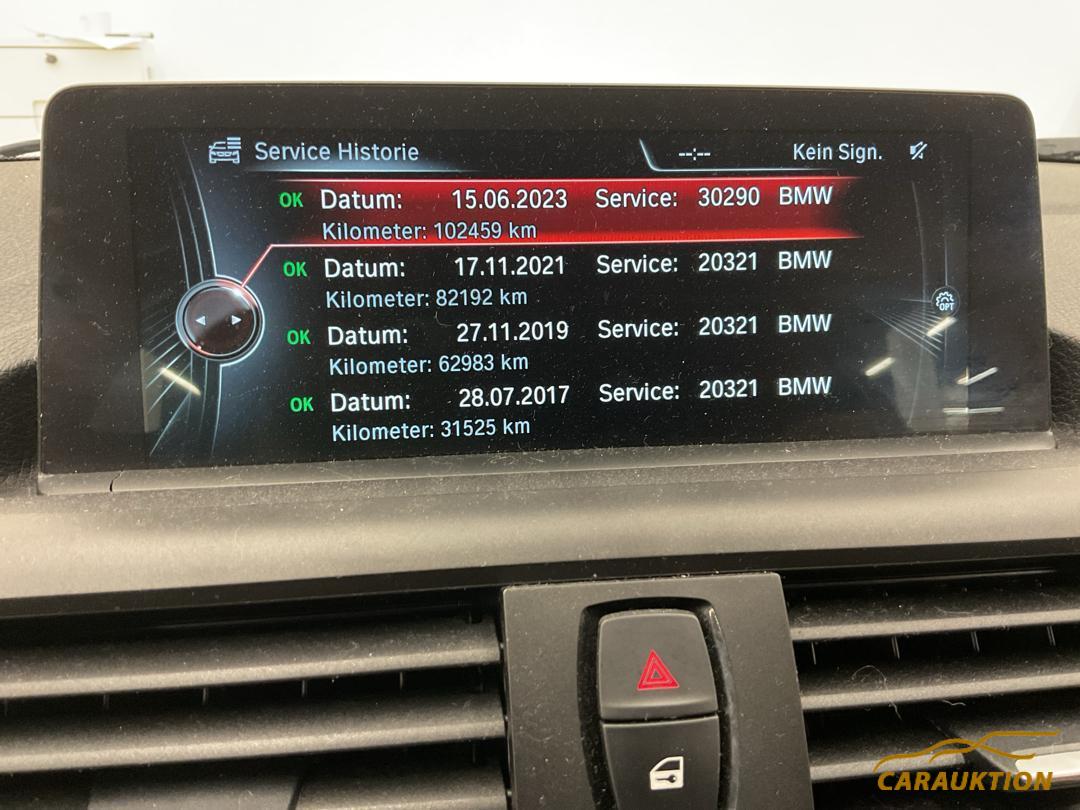 Service Historie --:-- Kein Sign.
OK Datum: 15.06.2023 Service: 30290 BMW
Kilometer: 102459 km
OK Datum: 17.11.2021 Service: 20321 BMW
Kilometer: 82192 km
OPT
OK Datum: 27.11.2019 Service: 20321 BMW
Kilometer: 62983 km
OK Datum: 28.07.2017 Service: 20321 BMW
Kilometer: 31525 km
CARAUKTION